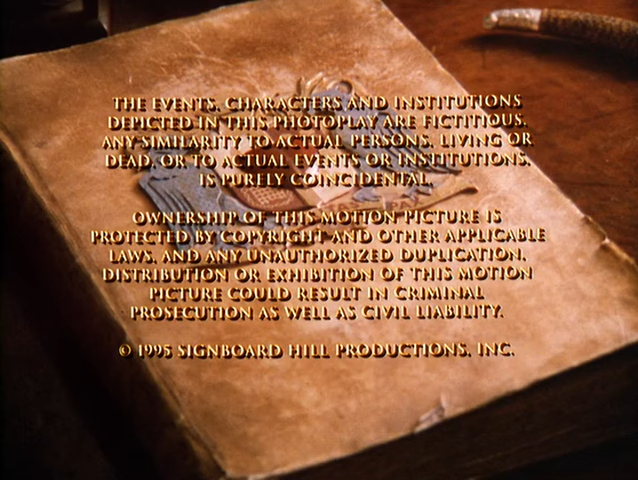 THE EVENTS, CHARACTERS AND INSTITUTIONS
DEPICTED IN THIS PHOTOPLAY ARE FICTITIOUS.
ANY SIMILARITY TO ACTUAL PERSONS, LIVING OR
DEAD, OR TO ACTUAL EVENTS OR INSTITUTIONS,
IS PURELY COINCIDENTAL.
OWNERSHIP OF THIS MOTION PICTURE IS
PROTECTED BY COPYRIGHT AND OTHER APPLICABLE
LAWS, AND ANY UNAUTHORIZED DUPLICATION,
DISTRIBUTION OR EXHIBITION OF THIS MOTION
PICTURE COULD RESULT IN CRIMINAL
PROSECUTION AS WELL AS CIVIL LIABILITY.
© 1995 SIGNBOARD HILL PRODUCTIONS, INC.